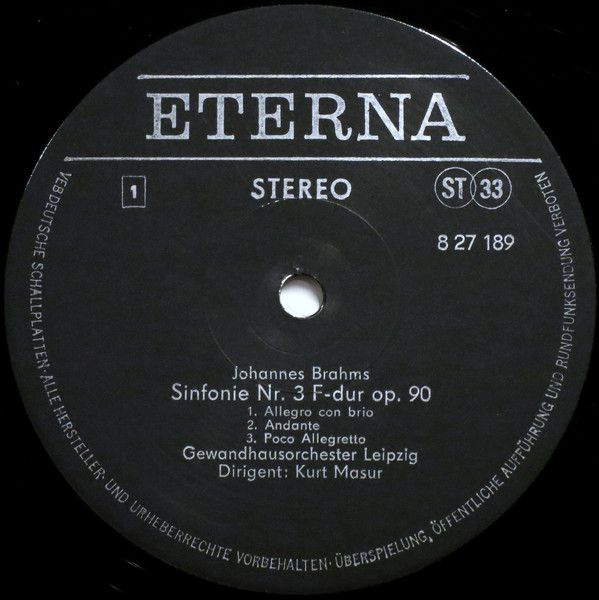 ETERNA
1
STEREO
ST 33
8 27 189
Johannes Brahms
Sinfonie Nr. 3 F-dur op. 90
1. Allegro con brio
2. Andante
3. Poco Allegretto
Gewandhausorchester Leipzig
Dirigent: Kurt Masur
VEB DEUTSCHE SCHALLPLATTEN · ALLE HERSTELLER- UND URHEBERRECHTE VORBEHALTEN · ÜBERSPIELUNG, ÖFFENTLICHE AUFFÜHRUNG UND RUNDFUNKSENDUNG VERBOTEN